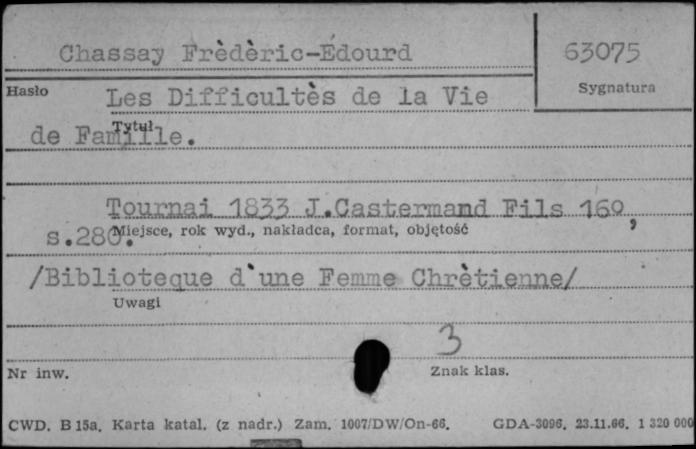 Chassay Frèdèric-Edourd
63075
Hasło
Sygnatura
Les Difficultès de la Vie
Tytuł
de Famille.
Tournai 1833 J.Castermand Fils 16o,
Miejsce, rok wyd., nakładca, format, objętość
s.280.
/Biblioteque d'une Femme Chrètienne/
Uwagi
3
Nr inw.
Znak klas.
CWD. B 15a. Karta katal. (z nadr.) Zam. 1007/DW/On-66. GDA-3096. 23.11.66. 1 320 000